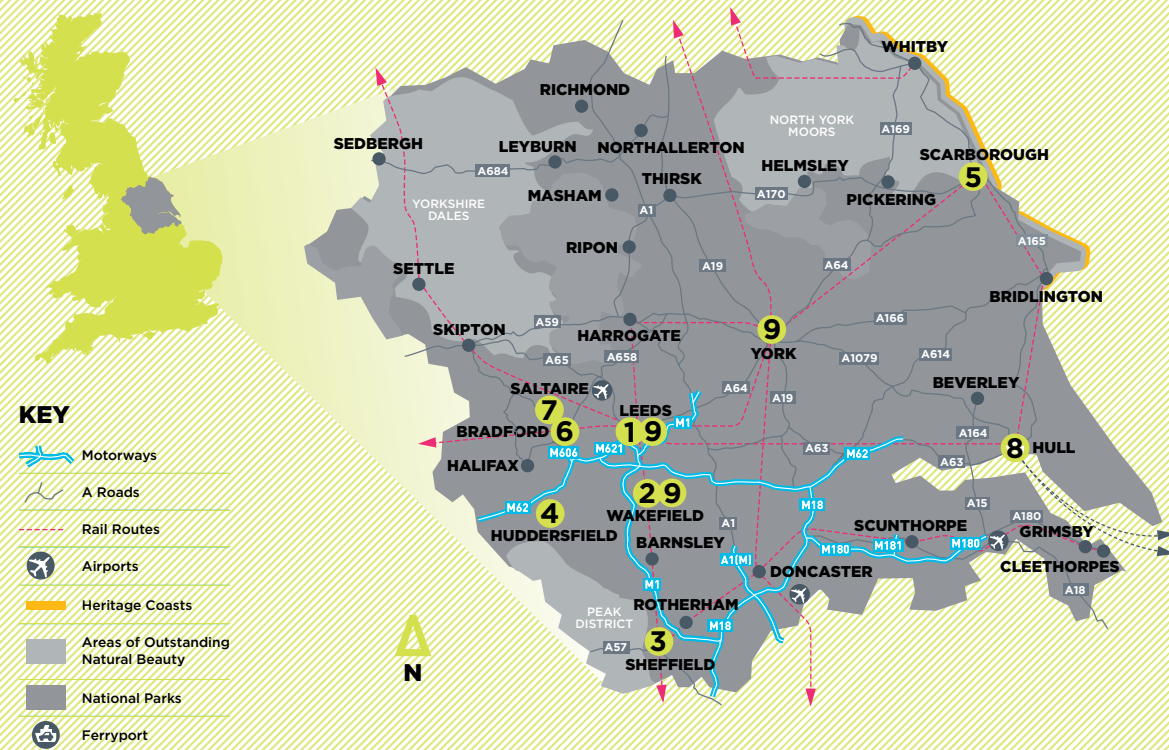 WHITBY
RICHMOND
NORTH YORK
MOORS
A169
SEDBERGH
LEYBURN
NORTHALLERTON
SCARBOROUGH
A684
THIRSK
HELMSLEY
5
MASHAM
A170
PICKERING
YORKSHIRE
DALES
A1
RIPON
A165
A19
A64
SETTLE
BRIDLINGTON
A59
SKIPTON
HARROGATE
9
YORK
A166
A65
A658
A1079
A614
SALTAIRE
A64
A19
BEVERLEY
7
LEEDS
1 9
M1
BRADFORD
6
A164
KEY
M606
M621
A63
M62
8
HULL
HALIFAX
A63
Motorways
2 9
WAKEFIELD
M62
4
M18
A15
A Roads
HUDDERSFIELD
A1
SCUNTHORPE
A180
GRIMSBY
Rail Routes
BARNSLEY
M180
M181
M180
A1(M)
CLEETHORPES
Airports
DONCASTER
M1
A18
Heritage Coasts
ROTHERHAM
PEAK
DISTRICT
M18
Areas of Outstanding
Natural Beauty
3
A57
SHEFFIELD
N
National Parks
Ferryport